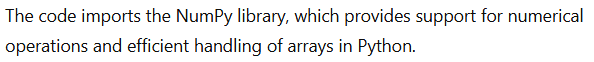 The code imports the NumPy library, which provides support for numerical
operations and efficient handling of arrays in Python.